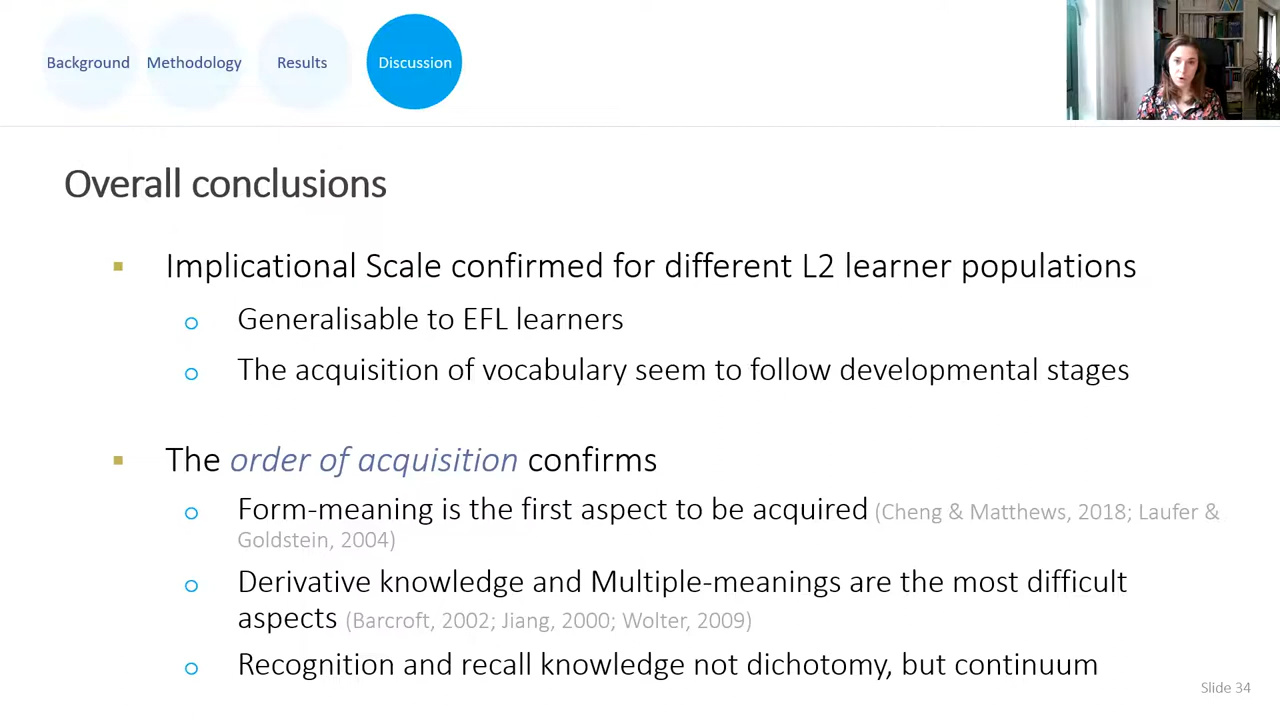 Background Methodology Results Discussion
Overall conclusions
▪ Implicational Scale confirmed for different L2 learner populations
o Generalisable to EFL learners
o The acquisition of vocabulary seem to follow developmental stages
▪ The order of acquisition confirms
o Form-meaning is the first aspect to be acquired (Cheng & Matthews, 2018; Laufer &
Goldstein, 2004)
o Derivative knowledge and Multiple-meanings are the most difficult
aspects (Barcroft, 2002; Jiang, 2000; Wolter, 2009)
o Recognition and recall knowledge not dichotomy, but continuum
Slide 34